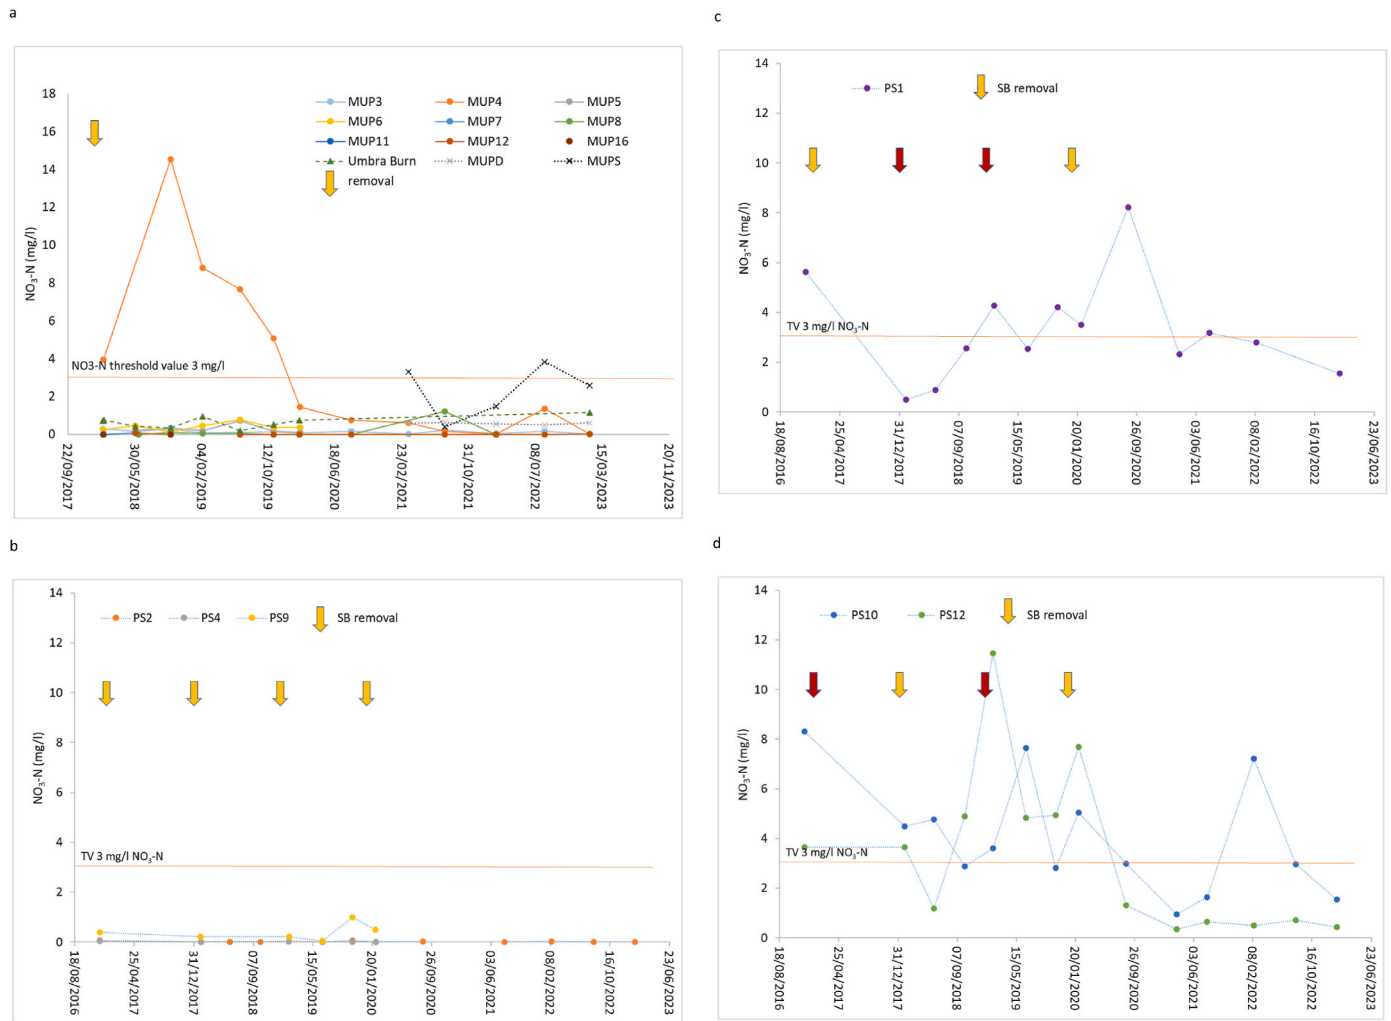 a
18
16
14
12
10
8
6
4
2
0
NO₃-N (mg/l)
MUP3
MUP4
MUP5
MUP6
MUP7
MUP8
MUP11
MUP12
MUP16
Umbra Burn
MUPD
MUPS
removal
NO3-N threshold value 3 mg/l
22/09/2017
30/05/2018
04/02/2019
12/10/2019
18/06/2020
23/02/2021
31/10/2021
08/07/2022
15/03/2023
20/11/2023
b
14
12
10
8
6
4
2
0
NO₃-N (mg/l)
PS2
PS4
PS9
SB removal
TV 3 mg/l NO₃-N
18/08/2016
25/04/2017
31/12/2017
07/09/2018
15/05/2019
20/01/2020
26/09/2020
03/06/2021
08/02/2022
16/10/2022
23/06/2023
c
14
12
10
8
6
4
2
0
NO₃-N (mg/l)
PS1
SB removal
TV 3 mg/l NO₃-N
18/08/2016
25/04/2017
31/12/2017
07/09/2018
15/05/2019
20/01/2020
26/09/2020
03/06/2021
08/02/2022
16/10/2022
23/06/2023
d
14
12
10
8
6
4
2
0
NO₃-N (mg/l)
PS10
PS12
SB removal
TV 3 mg/l NO₃-N
18/08/2016
25/04/2017
31/12/2017
07/09/2018
15/05/2019
20/01/2020
26/09/2020
03/06/2021
08/02/2022
16/10/2022
23/06/2023